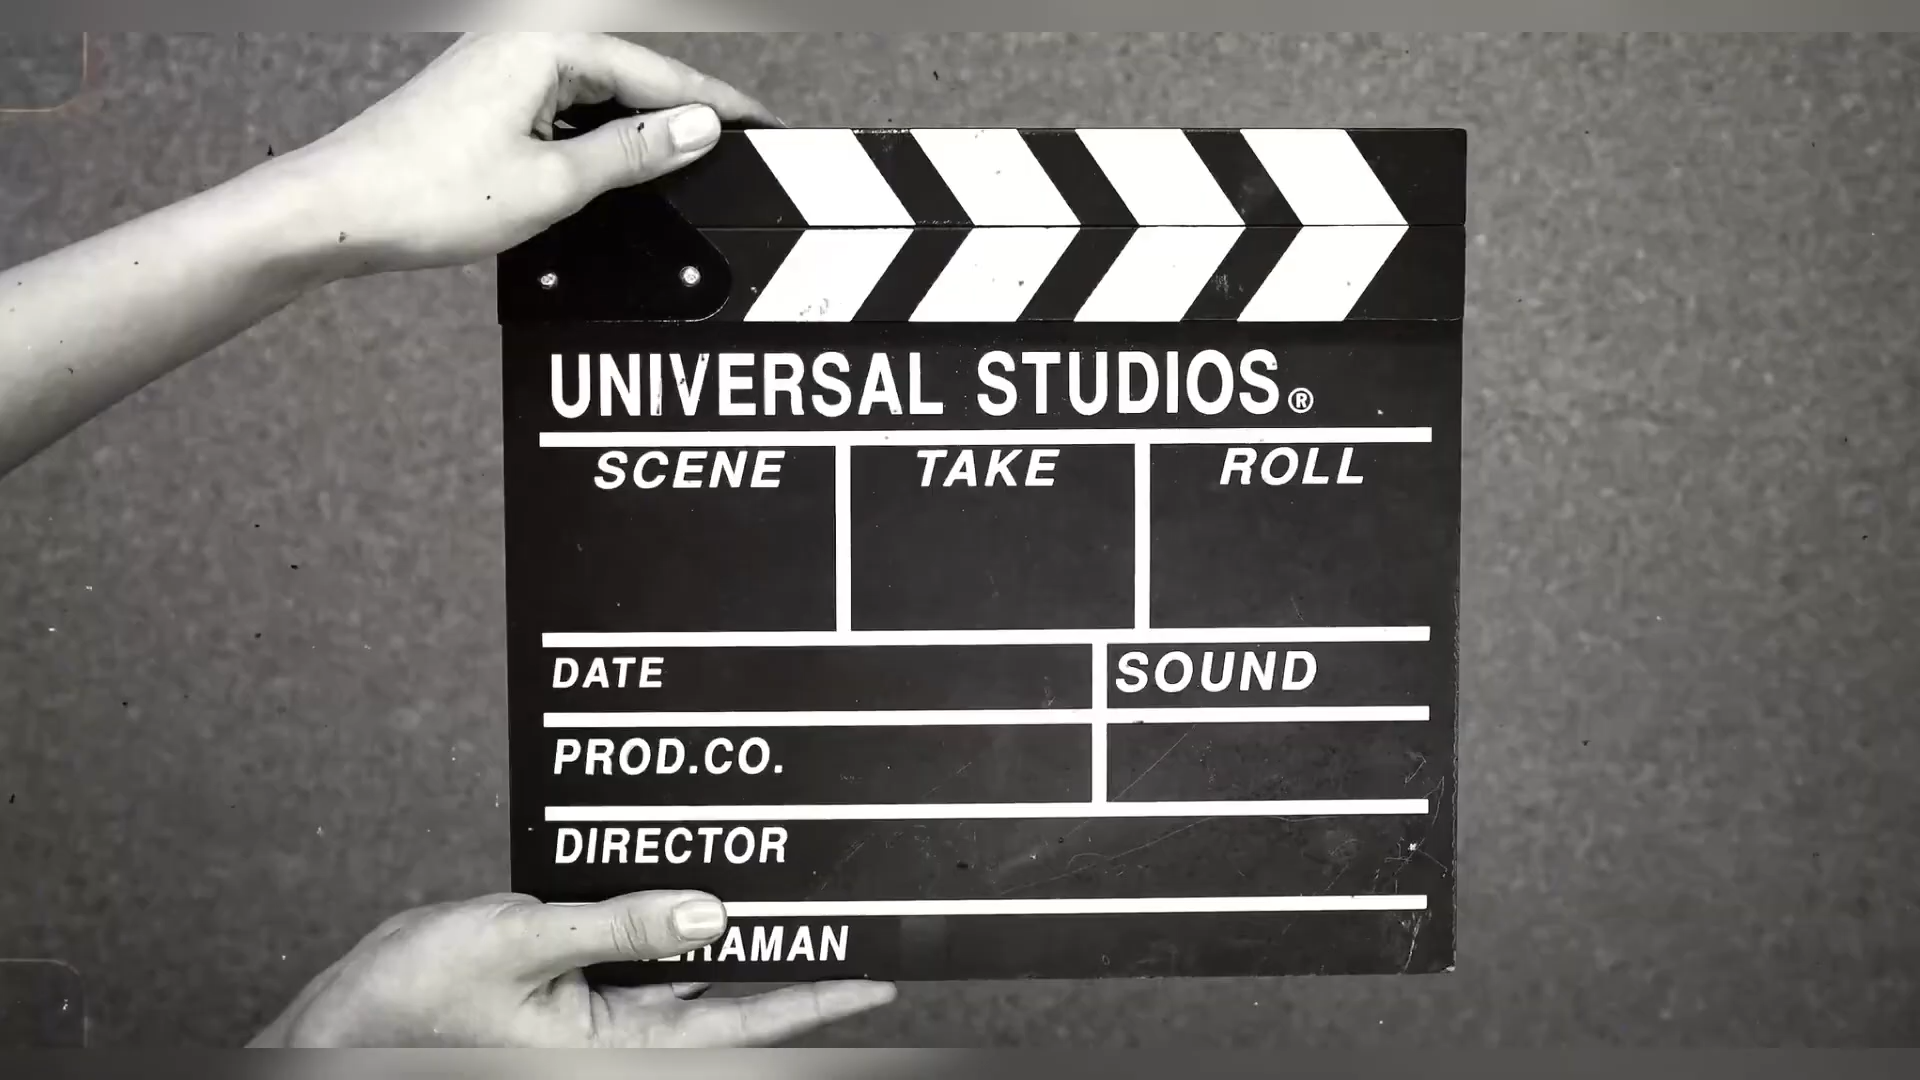 UNIVERSAL STUDIOS®
SCENE TAKE ROLL
DATE SOUND
PROD.CO.
DIRECTOR